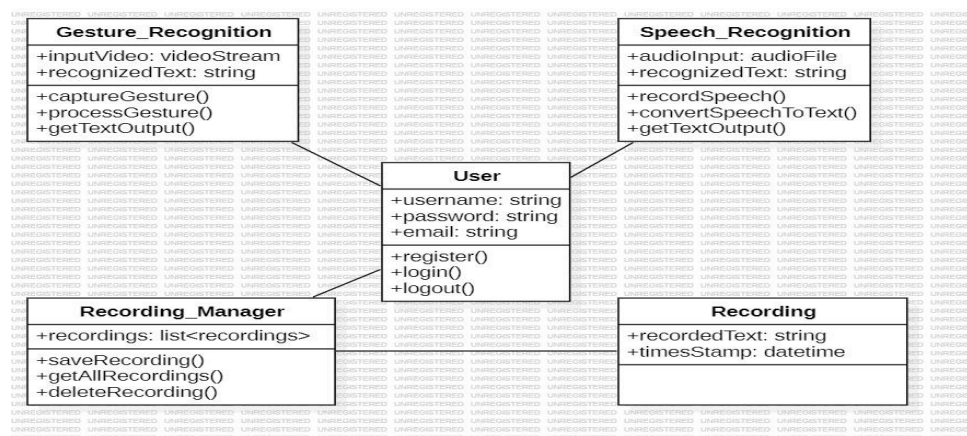 Gesture_Recognition
+inputVideo: videoStream
+recognizedText: string
+captureGesture()
+processGesture()
+getTextOutput()
Speech_Recognition
+audioInput: audioFile
+recognizedText: string
+recordSpeech()
+convertSpeechToText()
+getTextOutput()
User
+username: string
+password: string
+email: string
+register()
+login()
+logout()
Recording_Manager
+recordings: list<recordings>
+saveRecording()
+getAllRecordings()
+deleteRecording()
Recording
+recordedText: string
+timesStamp: datetime
UNREGISTERED